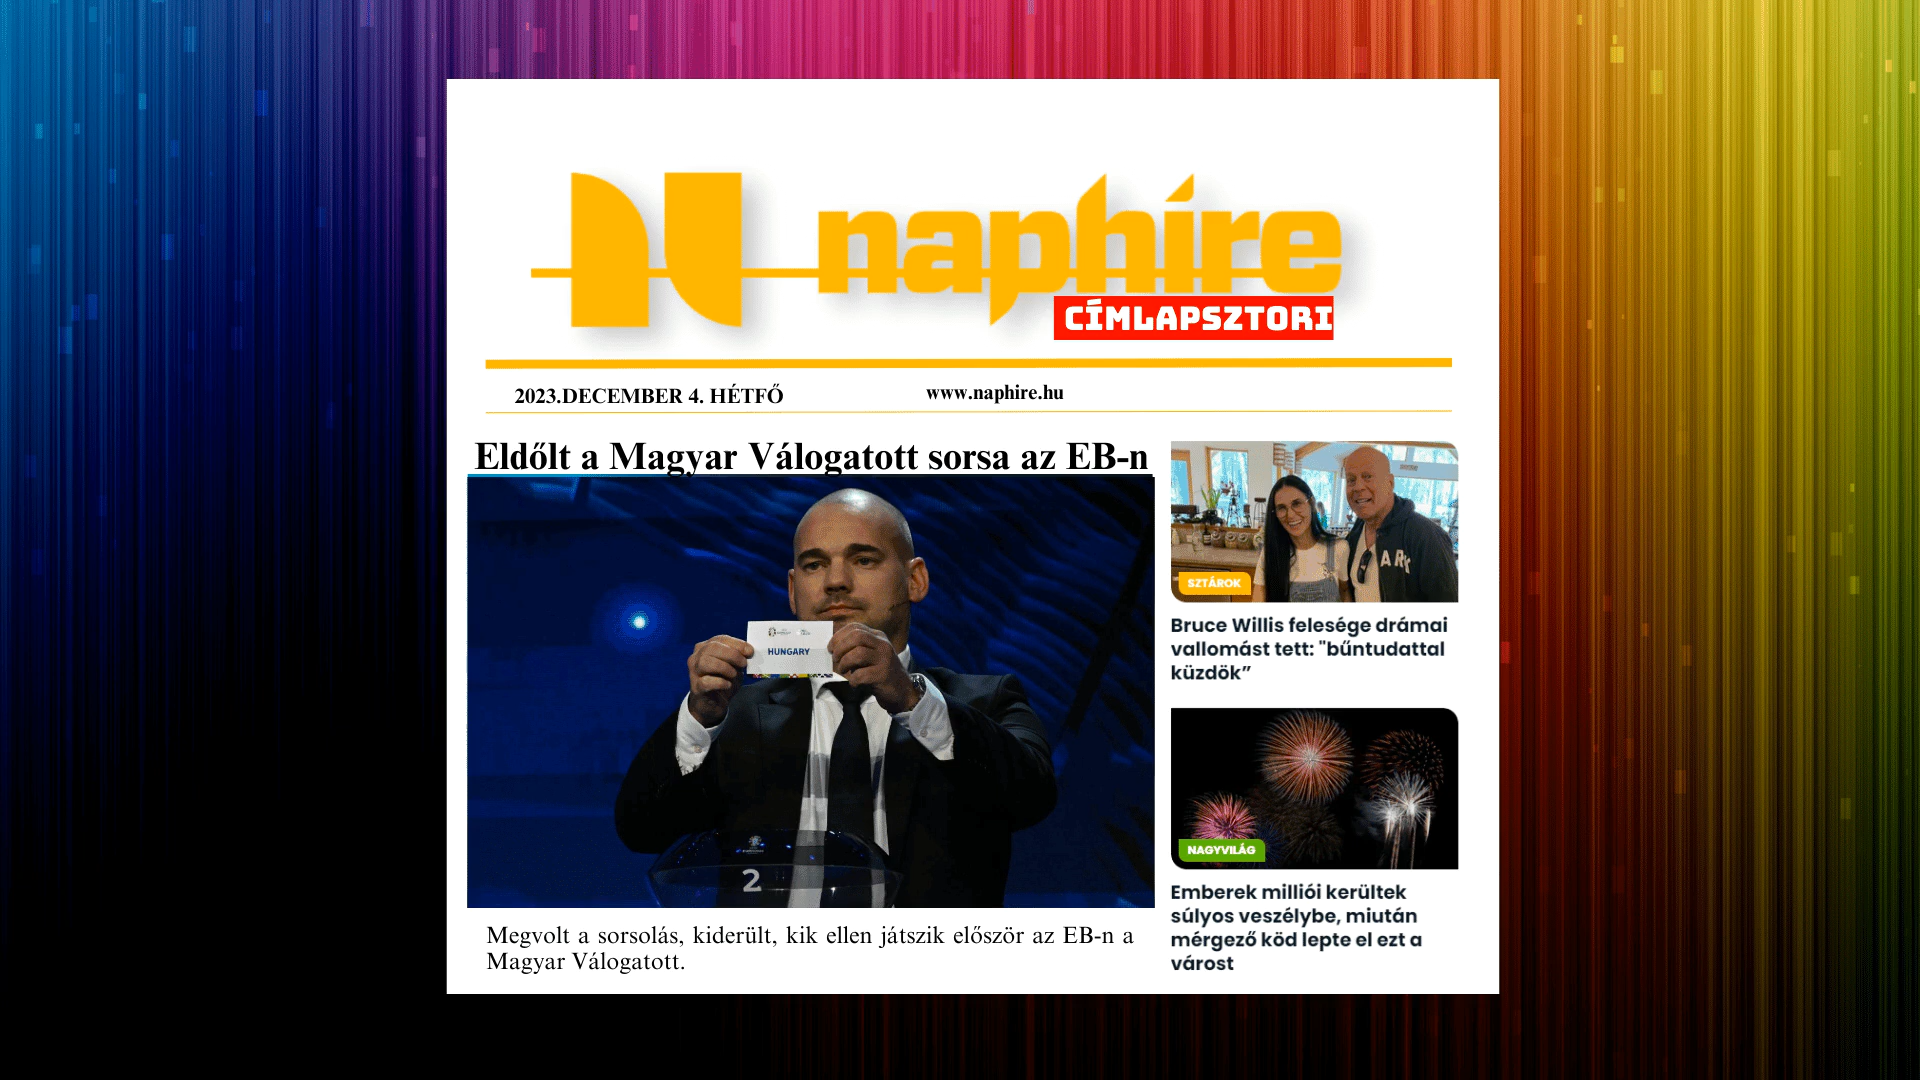 naphíre
CÍMLAPSZTORI
2023.DECEMBER 4. HÉTFŐ
www.naphire.hu
Eldőlt a Magyar Válogatott sorsa az EB-n
HUNGARY
2
Megvolt a sorsolás, kiderült, kik ellen játszik először az EB-n a
Magyar Válogatott.
SZTÁROK
Bruce Willis felesége drámai
vallomást tett: "bűntudattal
küzdök”
NAGYVILÁG
Emberek milliói kerültek
súlyos veszélybe, miután
mérgező köd lepte el ezt a
várost